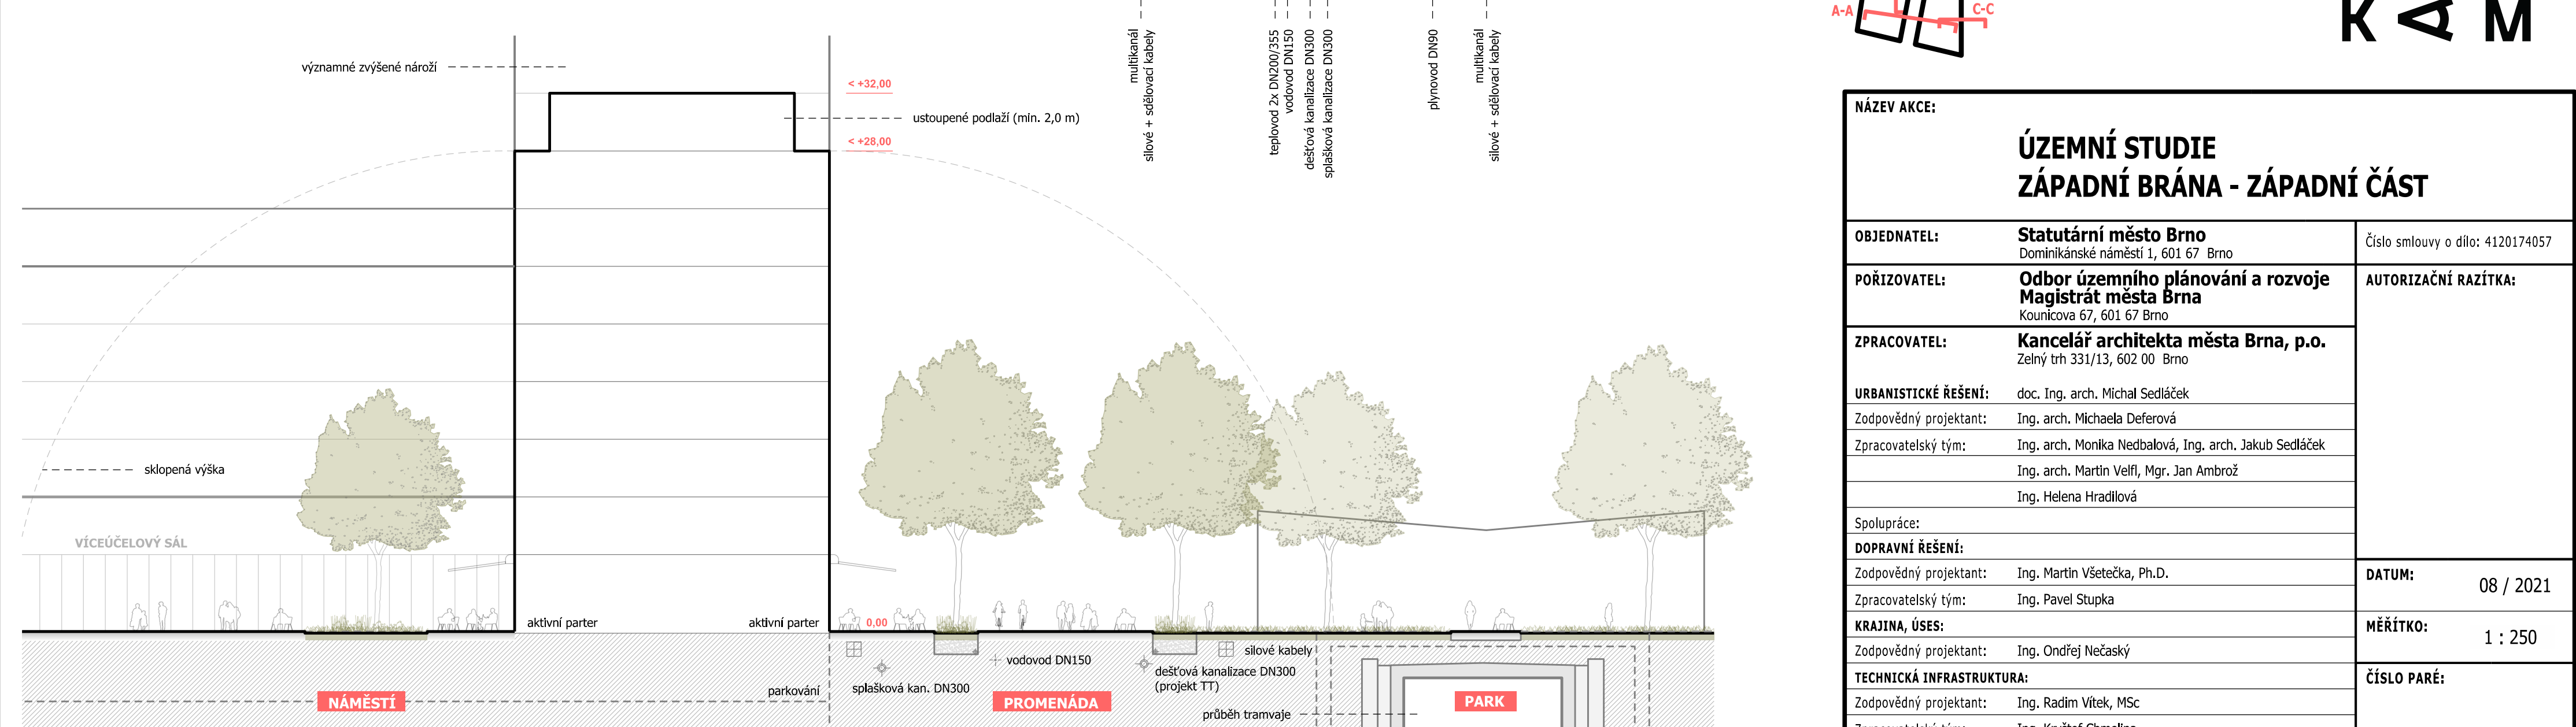 významné zvýšené nároží
< +32,00
ustoupené podlaží (min. 2,0 m)
< +28,00
sklopená výška
VÍCEÚČELOVÝ SÁL
aktivní parter
aktivní parter
0,00
multikanál
silové + sdělovací kabely
teplovod 2x DN200/355
vodovod DN150
dešťová kanalizace DN300
splašková kanalizace DN300
plynovod DN90
multikanál
silové + sdělovací kabely
silové kabely
vodovod DN150
dešťová kanalizace DN300
(projekt TT)
splašková kan. DN300
parkování
NÁMĚSTÍ
PROMENÁDA
PARK
průběh tramvaje
A-A
C-C
K A M
NÁZEV AKCE:
ÚZEMNÍ STUDIE
ZÁPADNÍ BRÁNA - ZÁPADNÍ ČÁST
OBJEDNATEL: Statutární město Brno
Dominikánské náměstí 1, 601 67 Brno
Číslo smlouvy o dílo: 4120174057
POŘIZOVATEL: Odbor územního plánování a rozvoje
Magistrát města Brna
Kounicova 67, 601 67 Brno
AUTORIZAČNÍ RAZÍTKA:
ZPRACOVATEL: Kancelář architekta města Brna, p.o.
Zelný trh 331/13, 602 00 Brno
URBANISTICKÉ ŘEŠENÍ: doc. Ing. arch. Michal Sedláček
Zodpovědný projektant: Ing. arch. Michaela Deferová
Zpracovatelský tým: Ing. arch. Monika Nedbalová, Ing. arch. Jakub Sedláček
Ing. arch. Martin Velfl, Mgr. Jan Ambrož
Ing. Helena Hradilová
Spolupráce:
DOPRAVNÍ ŘEŠENÍ:
Zodpovědný projektant: Ing. Martin Všetečka, Ph.D.
Zpracovatelský tým: Ing. Pavel Stupka
DATUM: 08 / 2021
KRAJINA, ÚSES:
Zodpovědný projektant: Ing. Ondřej Nečaský
MĚŘÍTKO: 1 : 250
TECHNICKÁ INFRASTRUKTURA:
Zodpovědný projektant: Ing. Radim Vítek, MSc
ČÍSLO PARÉ: